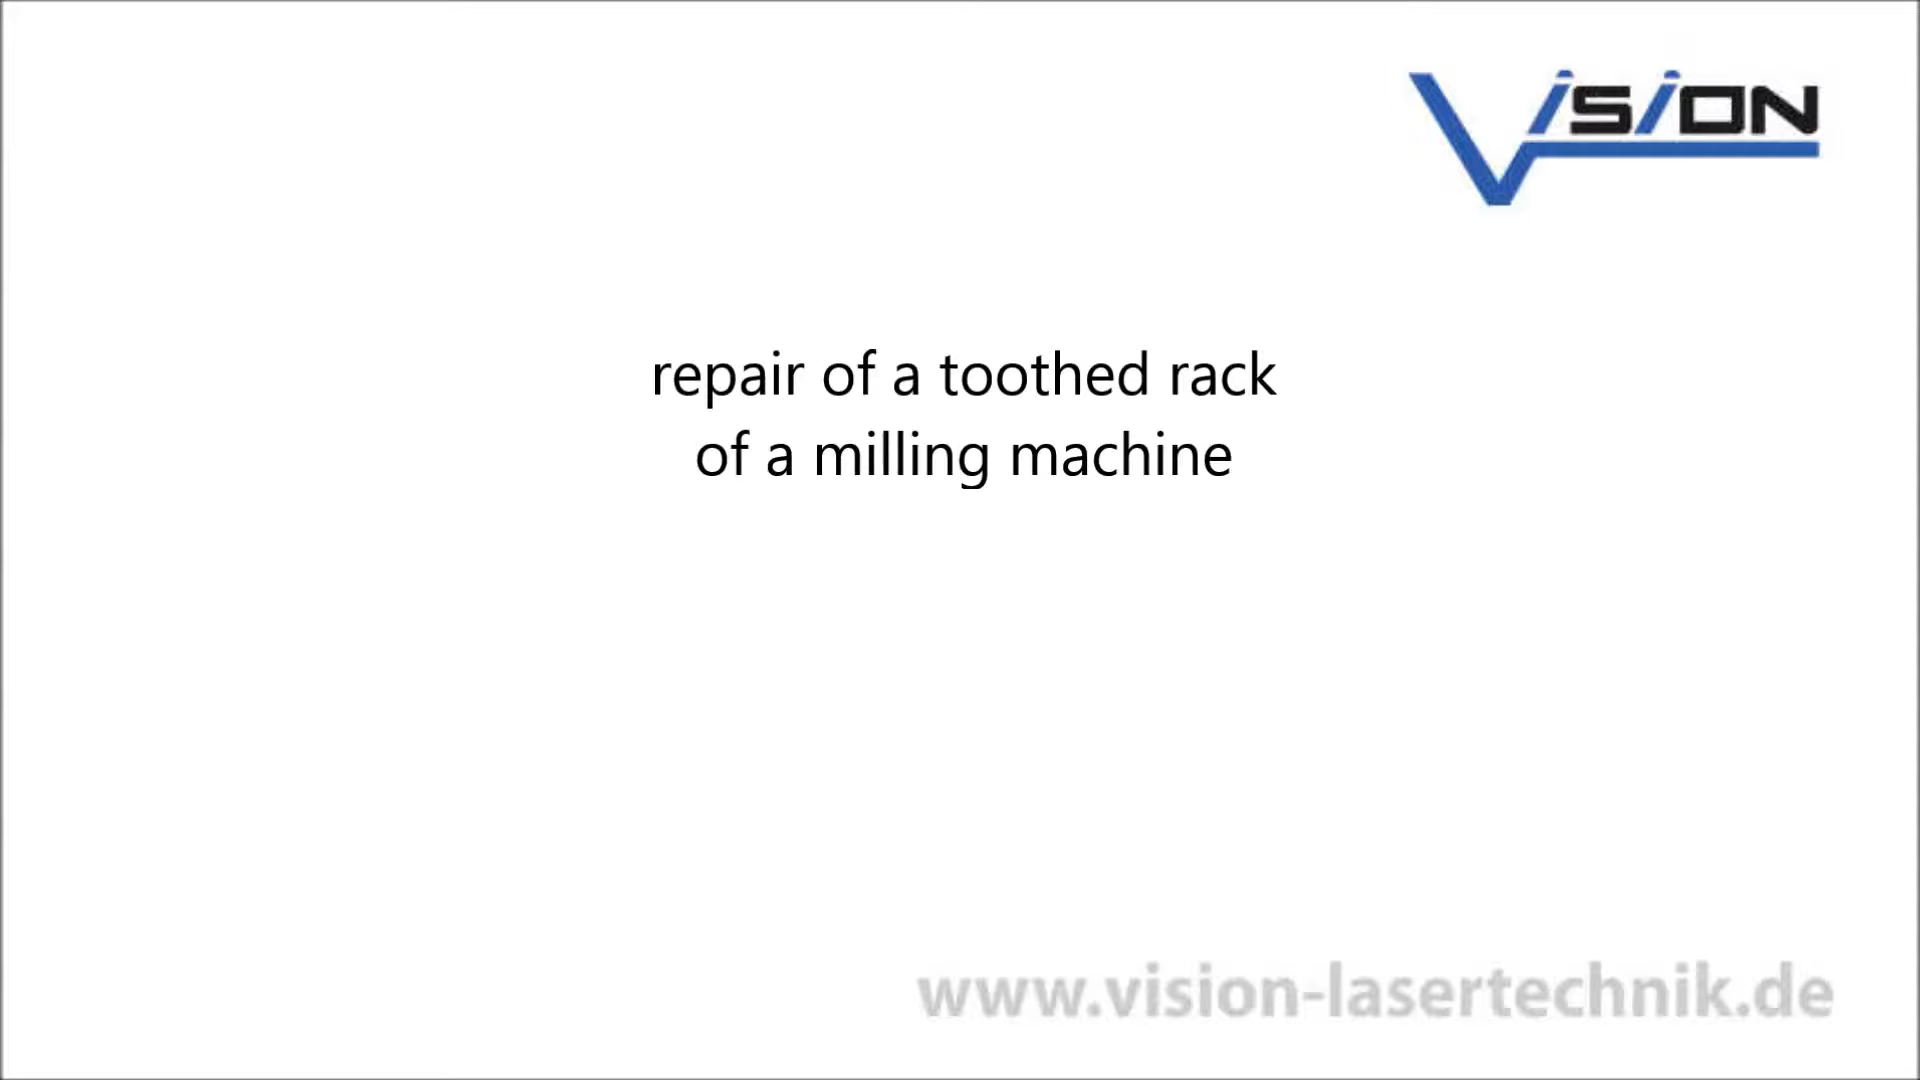 Vision
repair of a toothed rack
of a milling machine
www.vision-lasertechnik.de